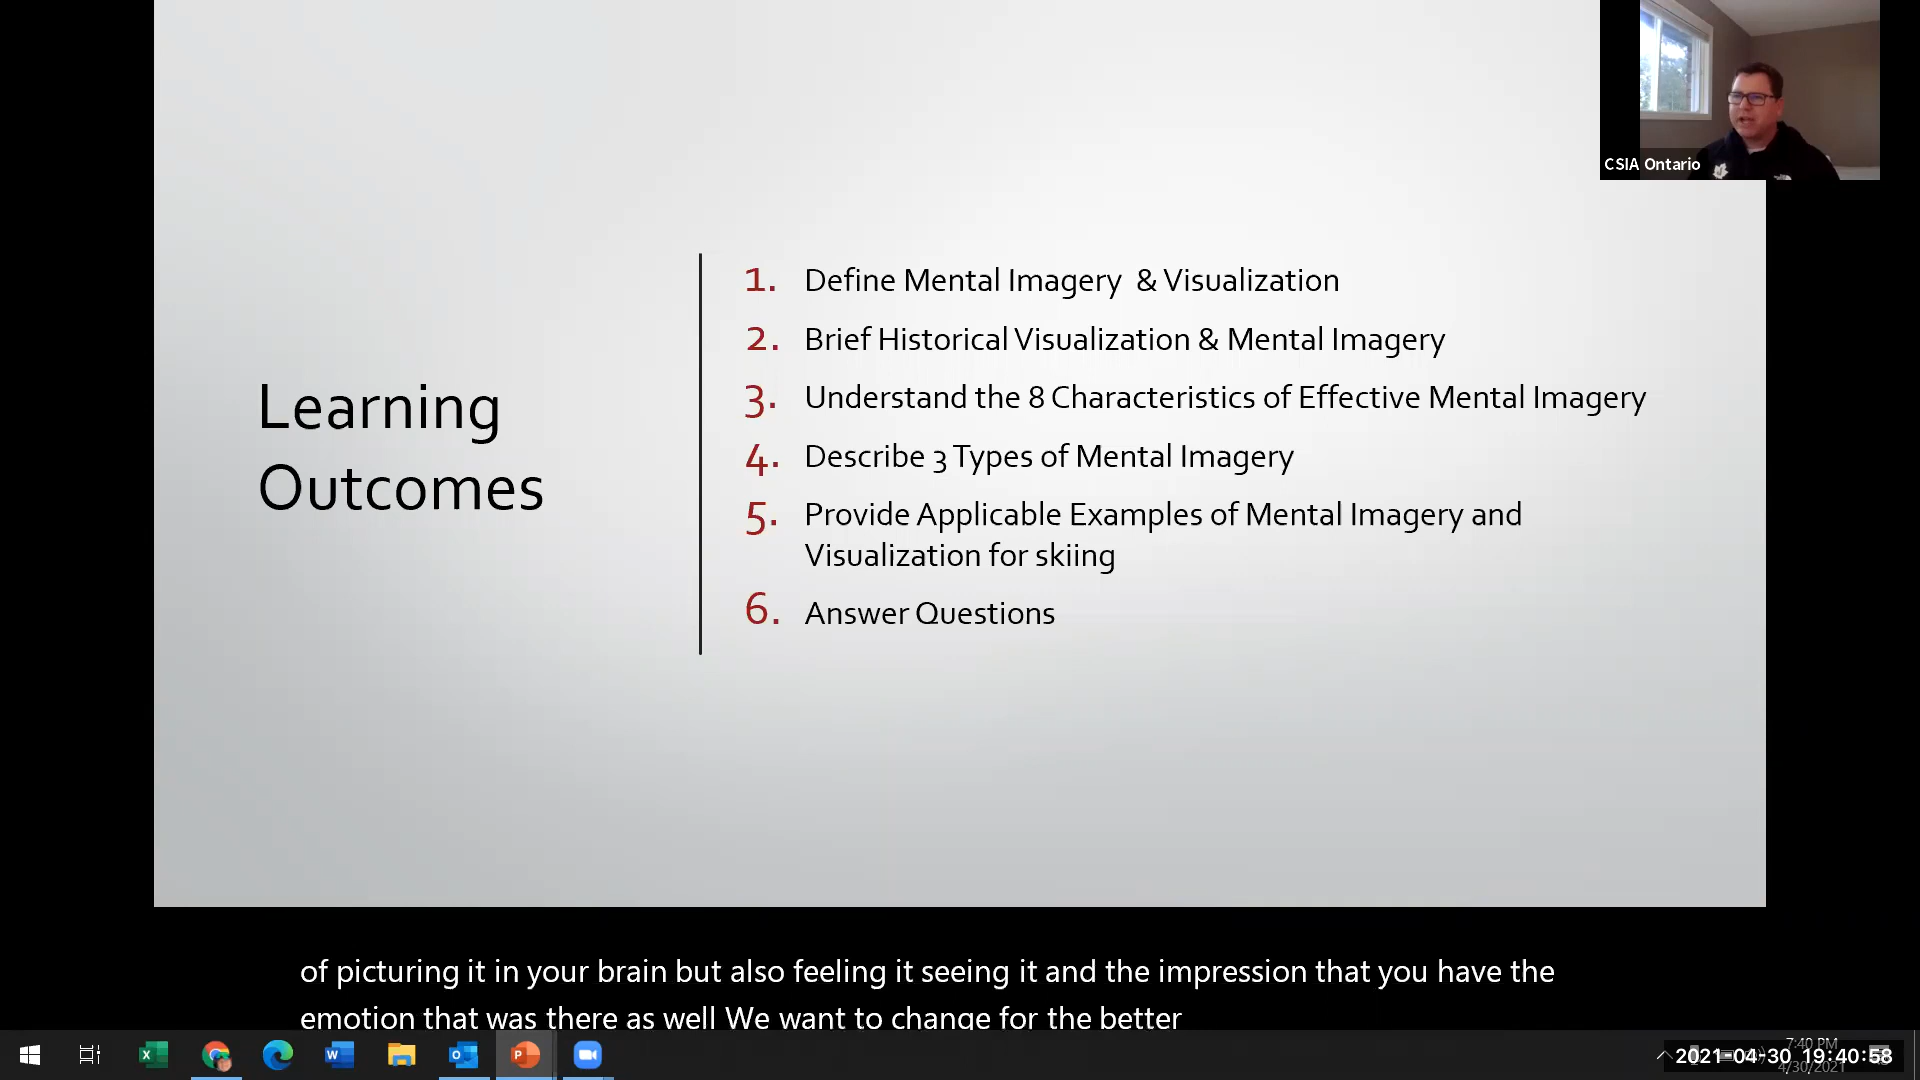 CSIA Ontario
Learning
Outcomes
1. Define Mental Imagery & Visualization
2. Brief Historical Visualization & Mental Imagery
3. Understand the 8 Characteristics of Effective Mental Imagery
4. Describe 3 Types of Mental Imagery
5. Provide Applicable Examples of Mental Imagery and
Visualization for skiing
6. Answer Questions
of picturing it in your brain but also feeling it seeing it and the impression that you have the
emotion that was there as well We want to change for the better
7:40 PM
2021-04-30 19:40:58
4/30/2021